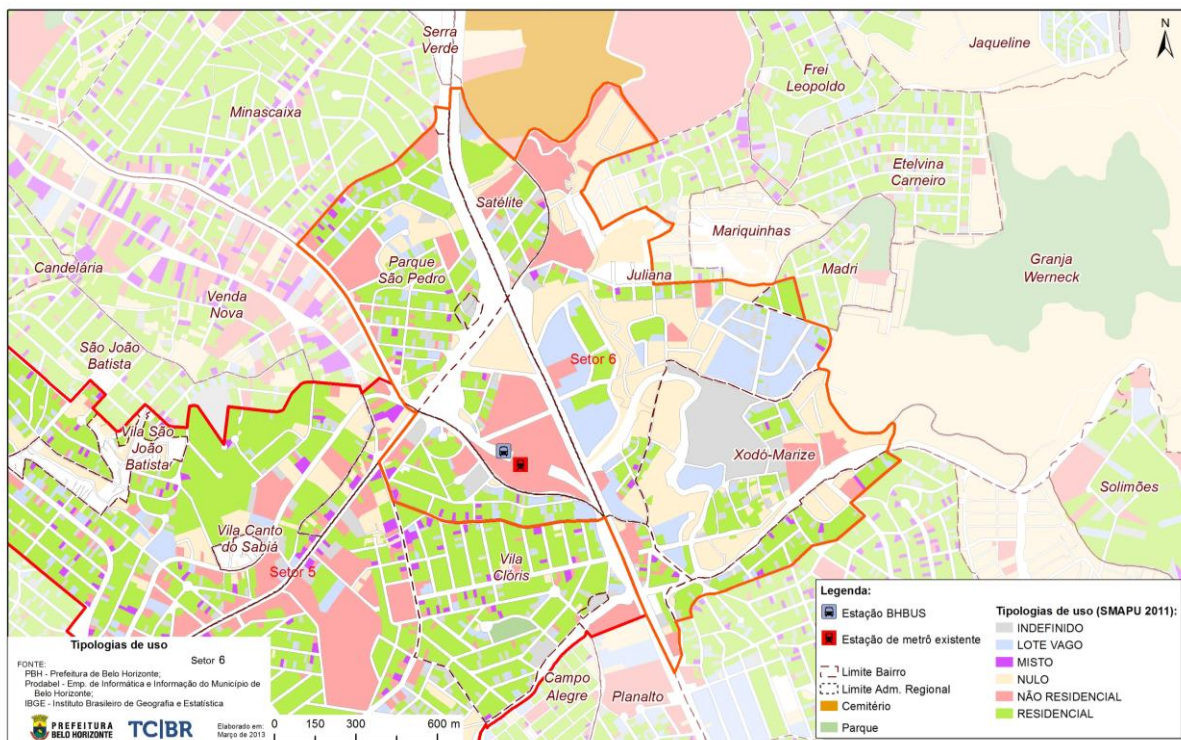 Serra
Verde
Jaqueline
N
Frei
Leopoldo
Minascaixa
Etelvina
Carneiro
Satélite
Mariquinhas
Candelária
Parque
São Pedro
Juliana
Madri
Granja
Werneck
Venda
Nova
São João
Batista
Setor 6
Vila São
João
Batista
Xodó-Marize
Solimões
Vila Canto
do Sabiá
Setor 5
Vila
Clóris
Campo
Alegre
Planalto
Legenda:
Estação BHBUS
Estação de metrô existente
Limite Bairro
Limite Adm. Regional
Cemitério
Parque
Tipologias de uso (SMAPU 2011):
INDEFINIDO
LOTE VAGO
MISTO
NULO
NÃO RESIDENCIAL
RESIDENCIAL
Tipologias de uso
Setor 6
FONTE:
PBH - Prefeitura de Belo Horizonte;
Prodabel - Emp. de Informática e Informação do Município de
Belo Horizonte;
IBGE - Instituto Brasileiro de Geografia e Estatística
PREFEITURA
BELO HORIZONTE
TC|BR
Elaborado em:
Março de 2013
0 150 300 600 m